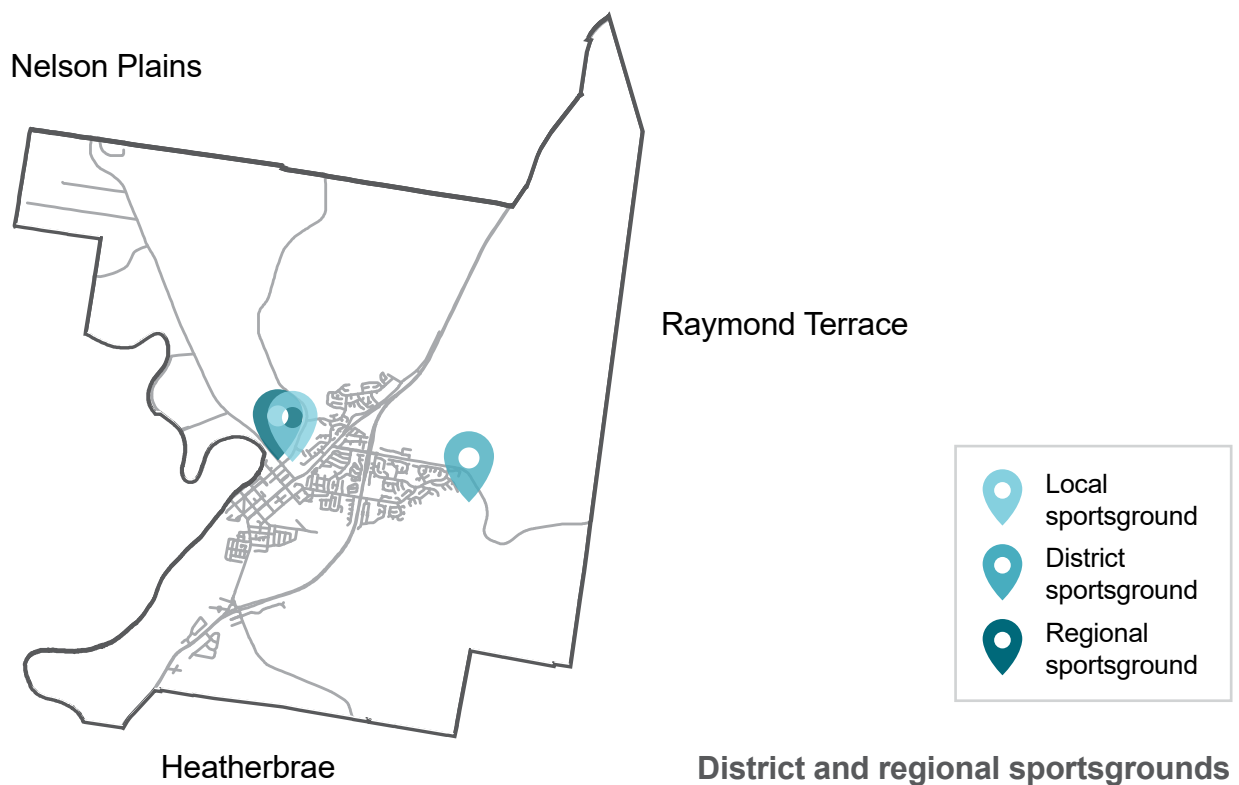 Nelson Plains
Raymond Terrace
Local
sportsground
District
sportsground
Regional
sportsground
Heatherbrae
District and regional sportsgrounds